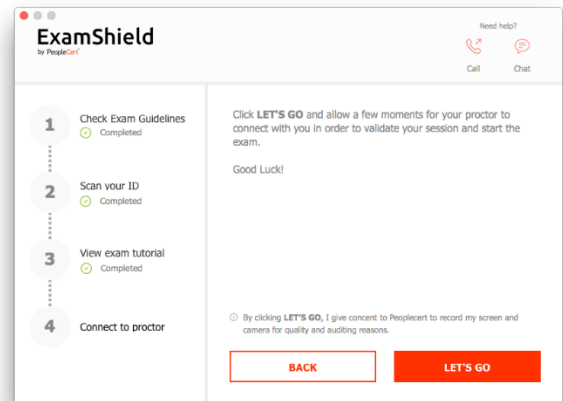 ExamShield
by PeopleCert
Need help?
Call
Chat
1
Check Exam Guidelines
Completed
2
Scan your ID
Completed
3
View exam tutorial
Completed
4
Connect to proctor
Click LET'S GO and allow a few moments for your proctor to
connect with you in order to validate your session and start the
exam.
Good Luck!
By clicking LET'S GO, I give concent to Peoplecert to record my screen and
camera for quality and auditing reasons.
BACK
LET'S GO